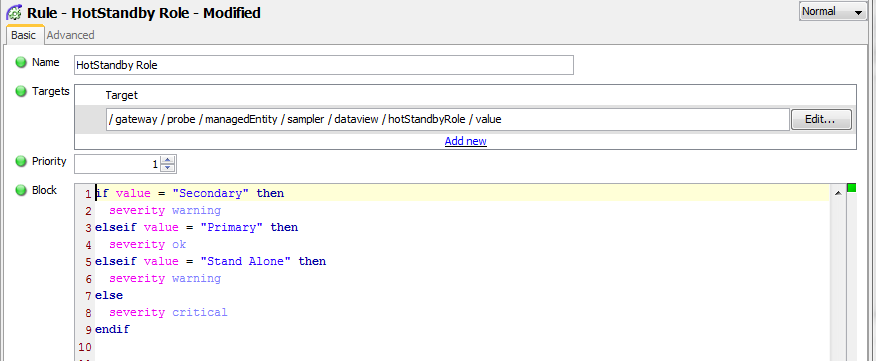 Rule - HotStandby Role - Modified
Normal
Basic
Advanced
Name
HotStandby Role
Targets
Target
/ gateway / probe / managedEntity / sampler / dataview / hotStandbyRole / value
Edit...
Add new
Priority
1
Block
1 if value = "Secondary" then
2 severity warning
3 elseif value = "Primary" then
4 severity ok
5 elseif value = "Stand Alone" then
6 severity warning
7 else
8 severity critical
9 endif
10